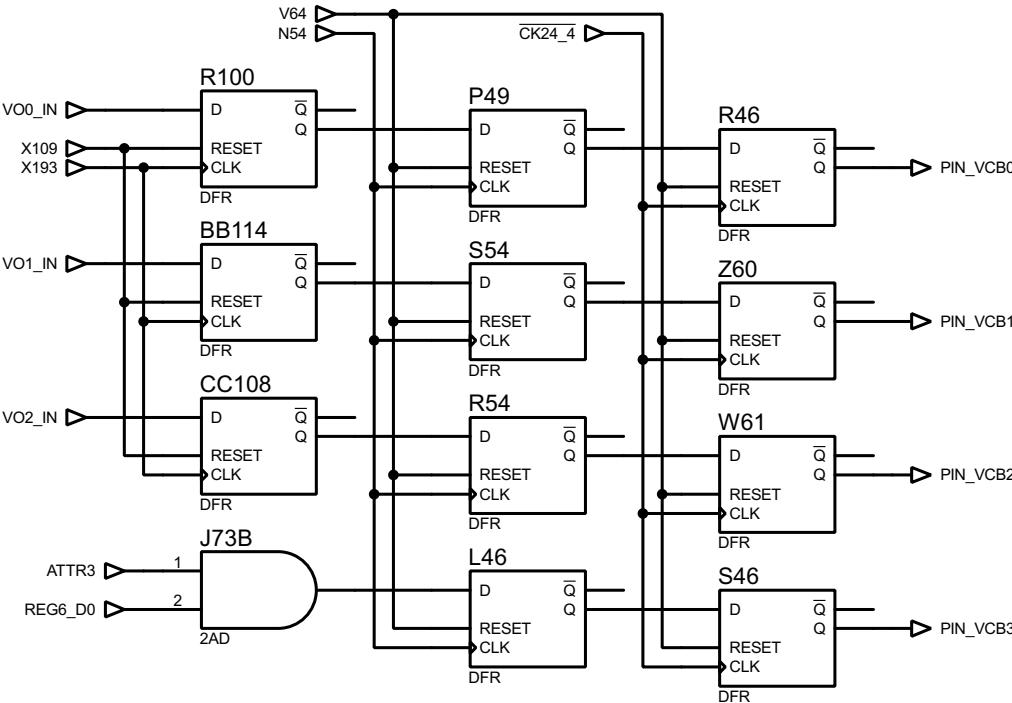 V64
N54
C̅K̅2̅4̅_̅4̅
R100
VO0_IN
D
Q̅
Q
X109
RESET
X193
CLK
DFR
P49
D
Q̅
Q
RESET
CLK
DFR
R46
D
Q̅
Q
PIN_VCB0
RESET
CLK
DFR
BB114
VO1_IN
D
Q̅
Q
RESET
CLK
DFR
S54
D
Q̅
Q
RESET
CLK
DFR
Z60
D
Q̅
Q
PIN_VCB1
RESET
CLK
DFR
CC108
VO2_IN
D
Q̅
Q
RESET
CLK
DFR
R54
D
Q̅
Q
RESET
CLK
DFR
W61
D
Q̅
Q
PIN_VCB2
RESET
CLK
DFR
J73B
ATTR3
1
REG6_D0
2
2AD
L46
D
Q̅
Q
RESET
CLK
DFR
S46
D
Q̅
Q
PIN_VCB3
RESET
CLK
DFR